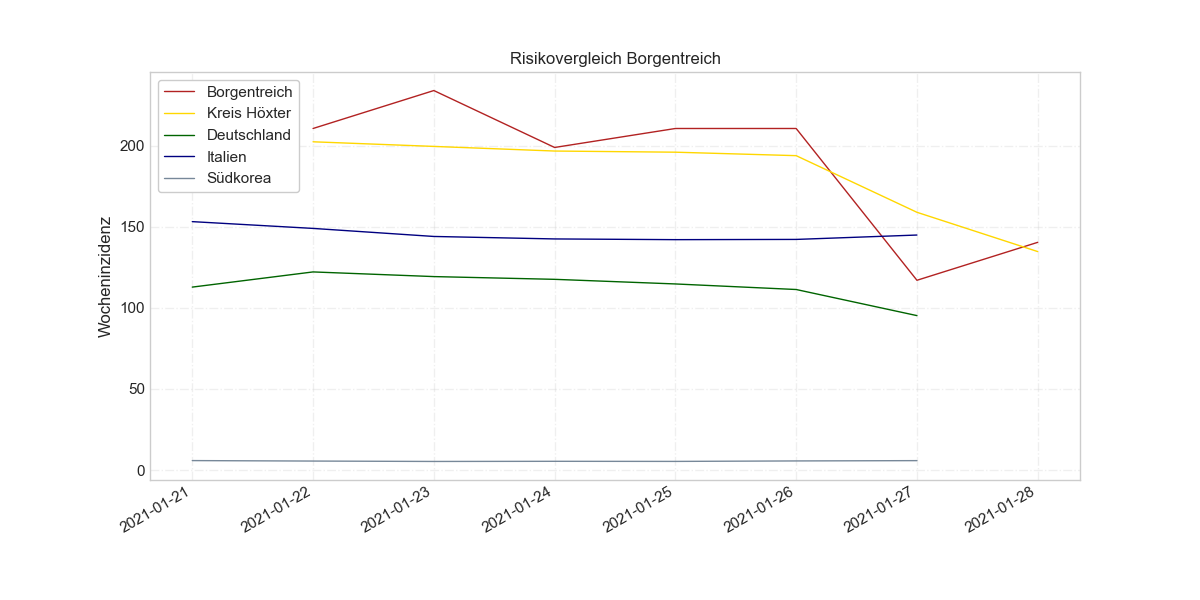 Risikovergleich Borgentreich
Borgentreich
Kreis Höxter
Deutschland
Italien
Südkorea
Wocheninzidenz
200
150
100
50
0
2021-01-21
2021-01-22
2021-01-23
2021-01-24
2021-01-25
2021-01-26
2021-01-27
2021-01-28